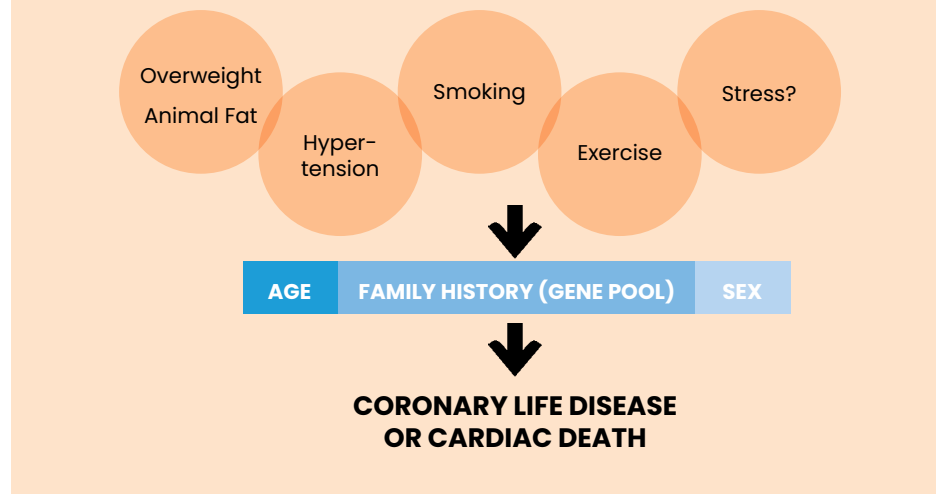 Overweight
Animal Fat
Hyper-
tension
Smoking
Exercise
Stress?
AGE
FAMILY HISTORY (GENE POOL)
SEX
CORONARY LIFE DISEASE
OR CARDIAC DEATH